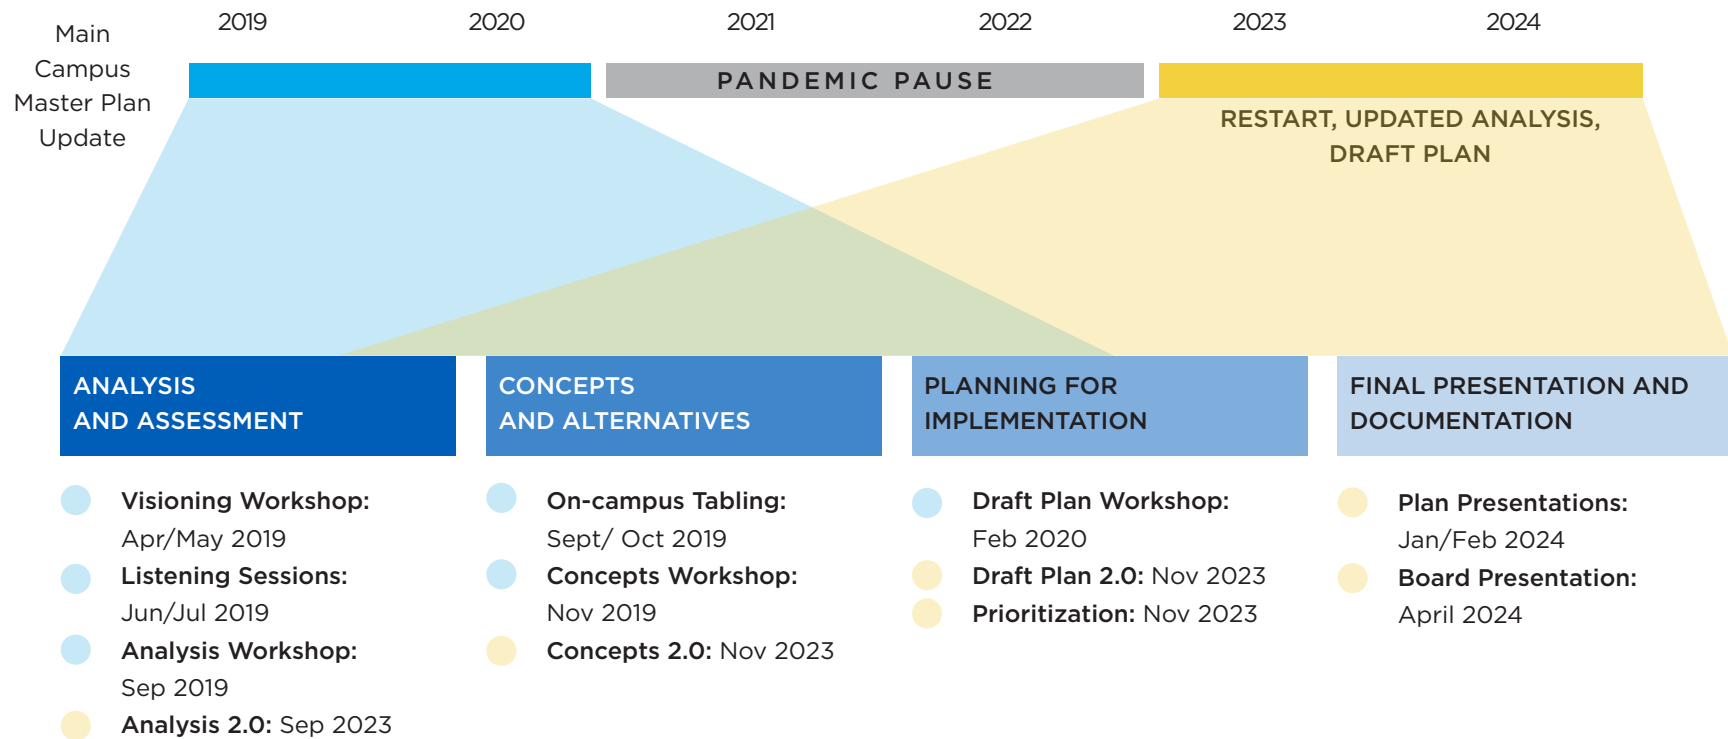 Main
Campus
Master Plan
Update
2019 2020 2021 2022 2023 2024
PANDEMIC PAUSE
RESTART, UPDATED ANALYSIS,
DRAFT PLAN
ANALYSIS
AND ASSESSMENT
Visioning Workshop:
Apr/May 2019
Listening Sessions:
Jun/Jul 2019
Analysis Workshop:
Sep 2019
Analysis 2.0: Sep 2023
CONCEPTS
AND ALTERNATIVES
On-campus Tabling:
Sept/ Oct 2019
Concepts Workshop:
Nov 2019
Concepts 2.0: Nov 2023
PLANNING FOR
IMPLEMENTATION
Draft Plan Workshop:
Feb 2020
Draft Plan 2.0: Nov 2023
Prioritization: Nov 2023
FINAL PRESENTATION AND
DOCUMENTATION
Plan Presentations:
Jan/Feb 2024
Board Presentation:
April 2024